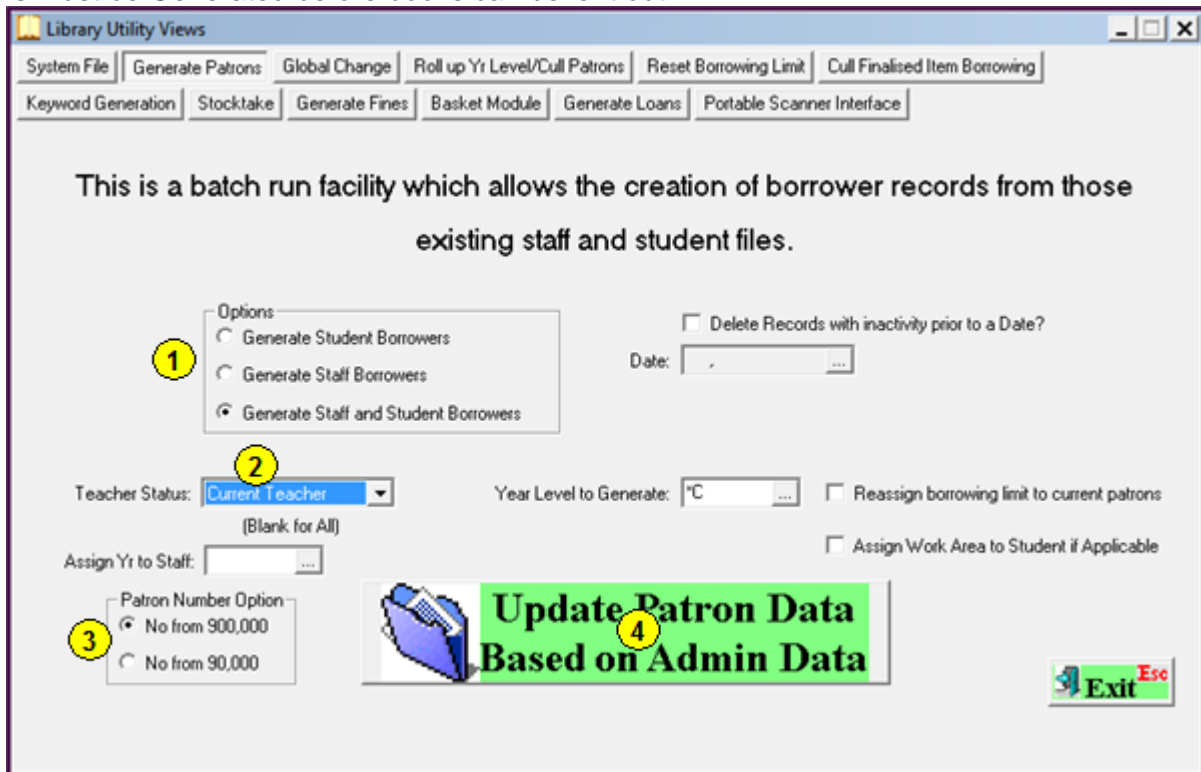 Library Utility Views
System File Generate Patrons Global Change Roll up Yr Level/Cull Patrons Reset Borrowing Limit Cull Finalised Item Borrowing
Keyword Generation Stocktake Generate Fines Basket Module Generate Loans Portable Scanner Interface
This is a batch run facility which allows the creation of borrower records from those
existing staff and student files.
Options
Generate Student Borrowers
1
Generate Staff Borrowers
Generate Staff and Student Borrowers
Delete Records with inactivity prior to a Date?
Date: , ...
2
Teacher Status: Current Teacher
(Blank for All)
Year Level to Generate: *C ...
Reassign borrowing limit to current patrons
Assign Work Area to Student if Applicable
Assign Yr to Staff: ...
Patron Number Option
3
No from 900,000
No from 90,000
Update Patron Data
4
Based on Admin Data
Exit Esc